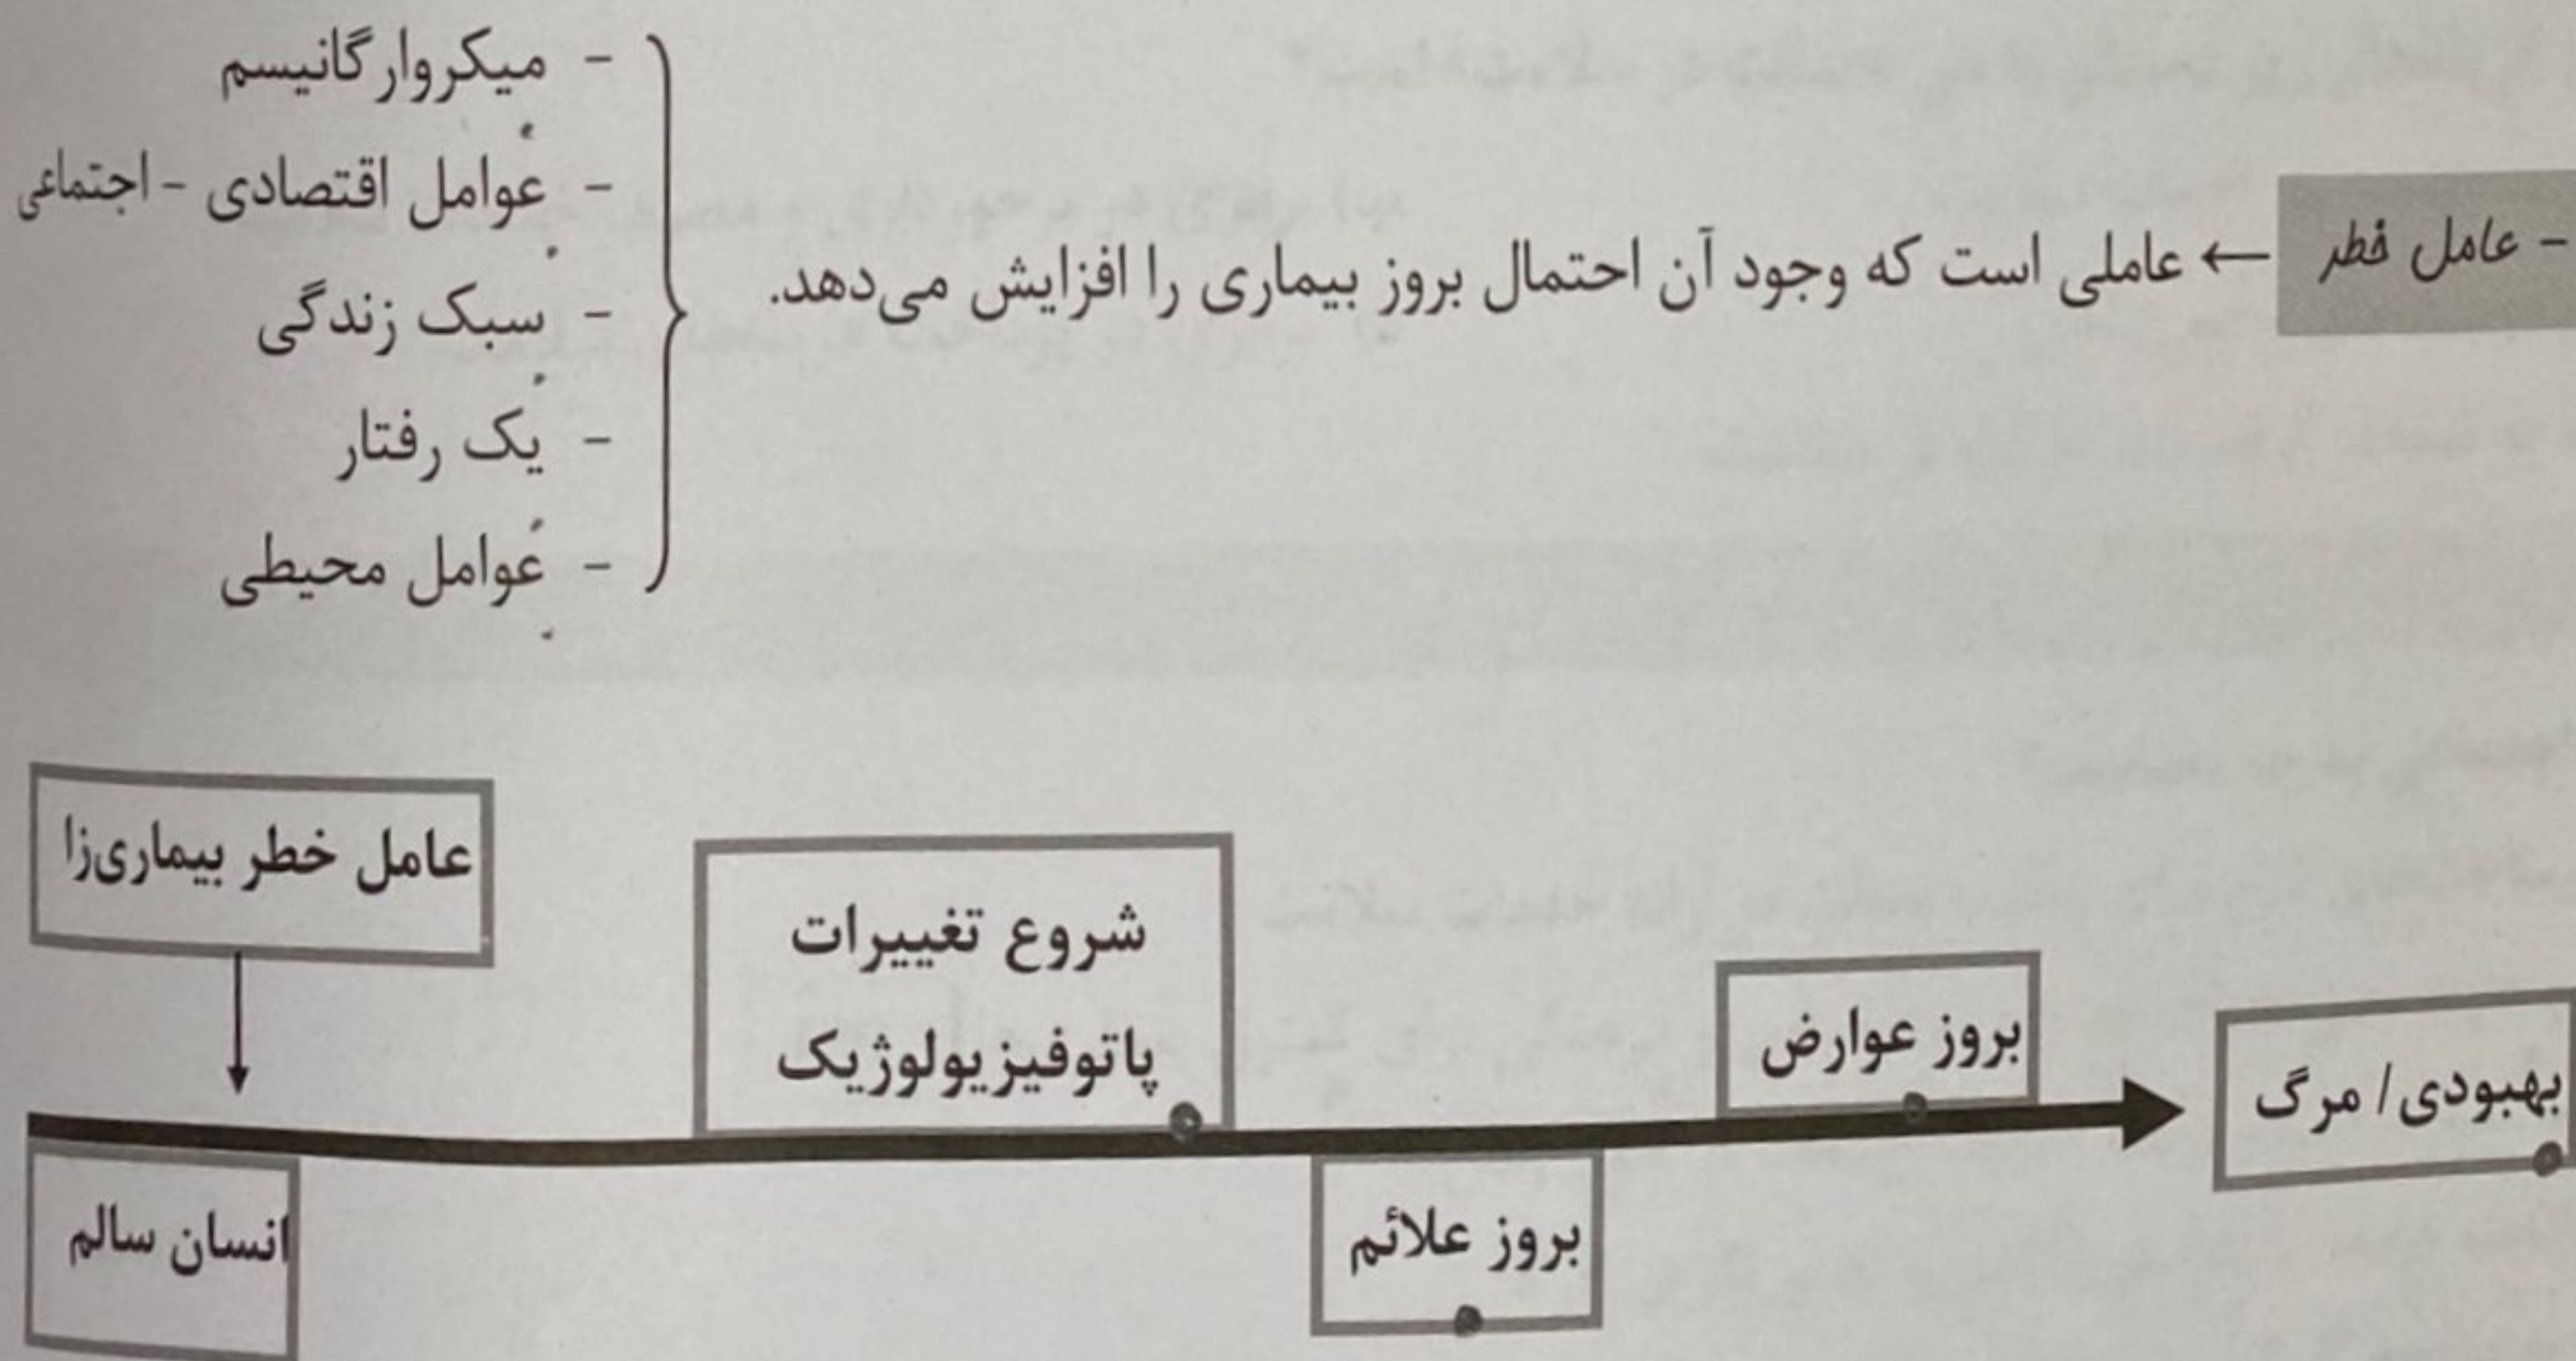 - عامل خطر ← عاملی است که وجود آن احتمال بروز بیماری را افزایش می‌دهد.
- میکروارگانیسم
- عوامل اقتصادی - اجتماعی
- سبک زندگی
- یک رفتار
- عوامل محیطی
عامل خطر بیماری‌زا
انسان سالم
شروع تغییرات
پاتوفیزیولوژیک
بروز علائم
بروز عوارض
بهبودی / مرگ